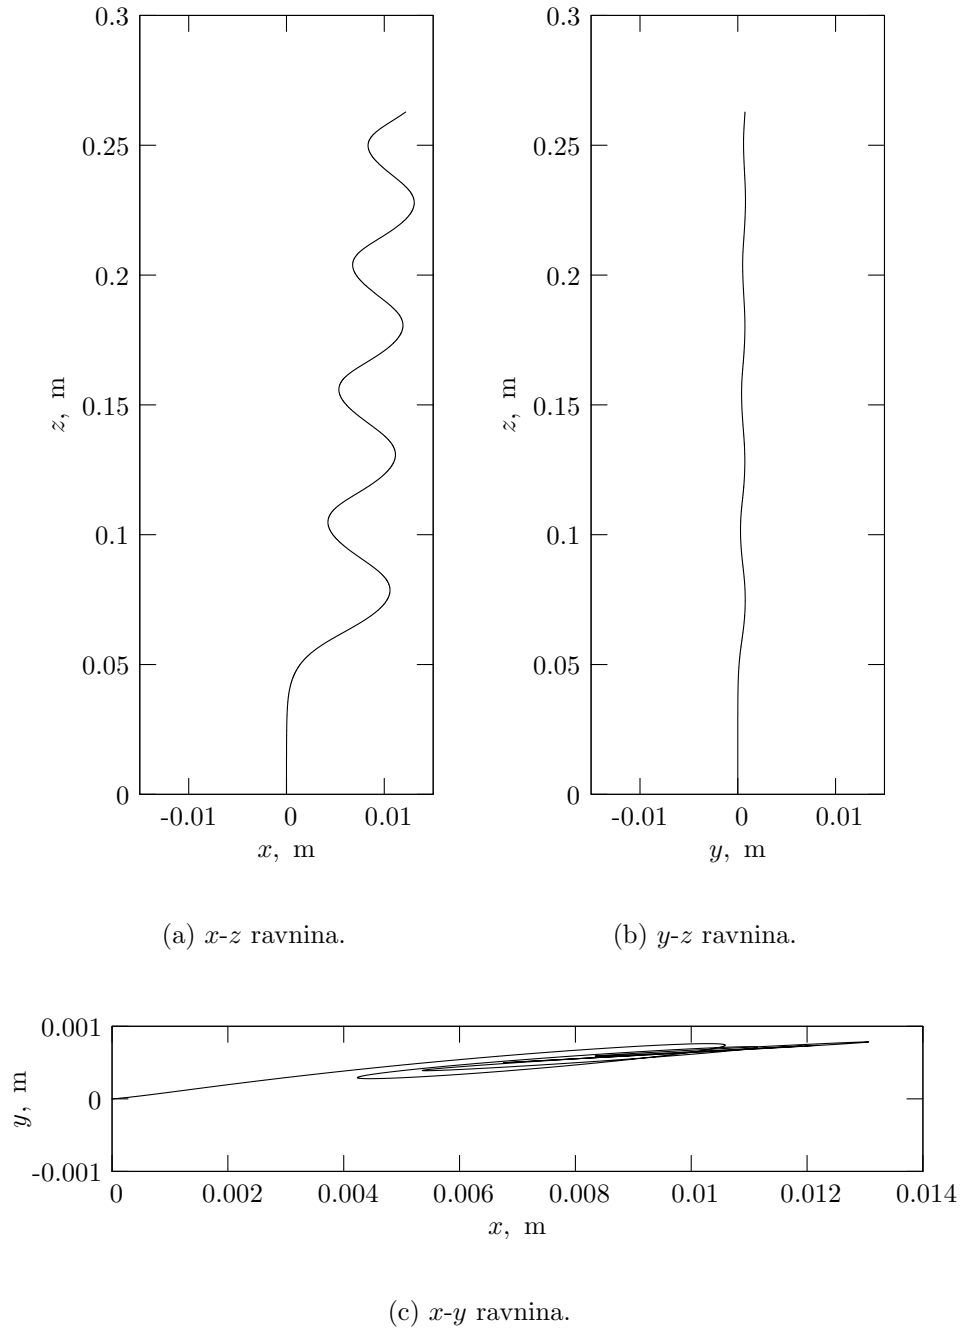 0.3
0.25
0.2
0.15
0.1
0.05
0
z, m
-0.01 0 0.01
x, m
(a) x-z ravnina.
0.3
0.25
0.2
0.15
0.1
0.05
0
z, m
-0.01 0 0.01
y, m
(b) y-z ravnina.
0.001
0
-0.001
y, m
0 0.002 0.004 0.006 0.008 0.01 0.012 0.014
x, m
(c) x-y ravnina.